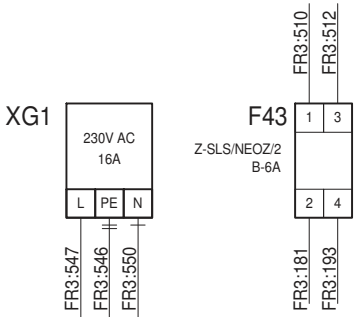 FR3:510
FR3:512
XG1
230V AC
16A
L
PE
N
FR3:547
FR3:546
FR3:550
F43
1
3
Z-SLS/NEOZ/2
B-6A
2
4
FR3:181
FR3:193